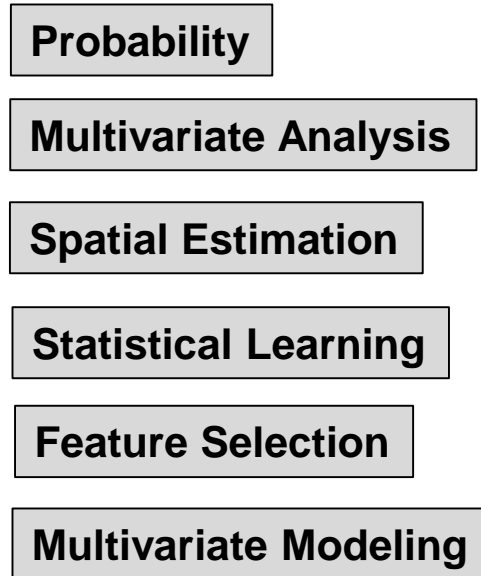 Probability
Multivariate Analysis
Spatial Estimation
Statistical Learning
Feature Selection
Multivariate Modeling